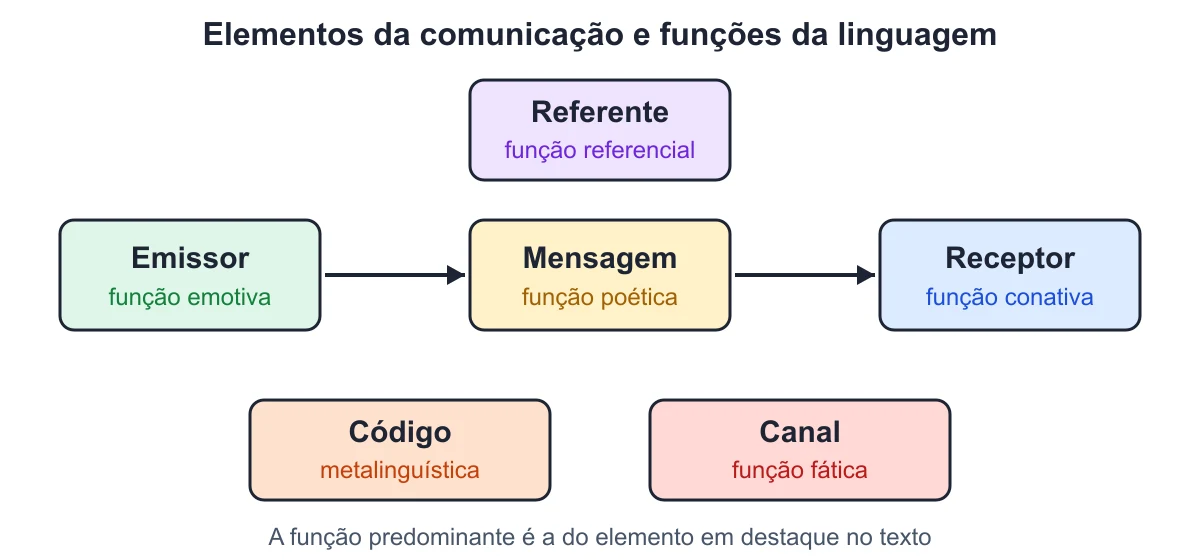 Elementos da comunicação e funções da linguagem
Referente
função referencial
Emissor
função emotiva
Mensagem
função poética
Receptor
função conativa
Código
metalinguística
Canal
função fática
A função predominante é a do elemento em destaque no texto